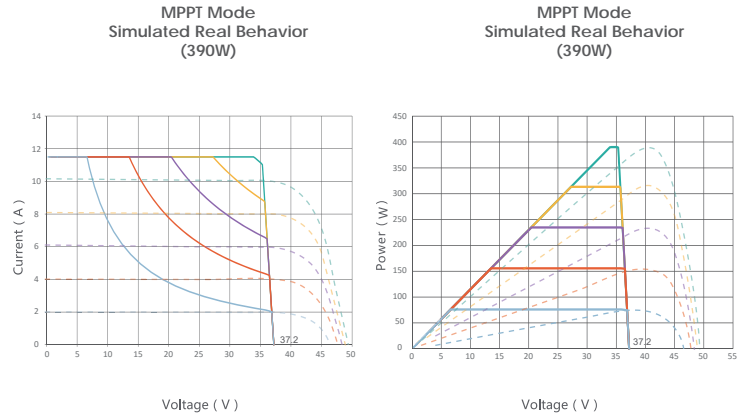 MPPT Mode
Simulated Real Behavior
(390W)
14
12
10
8
6
4
2
0
Current ( A )
37.2
0 5 10 15 20 25 30 35 40 45 50
Voltage ( V )
MPPT Mode
Simulated Real Behavior
(390W)
450
400
350
300
250
200
150
100
50
0
Power ( W )
37.2
0 5 10 15 20 25 30 35 40 45 50 55
Voltage ( V )